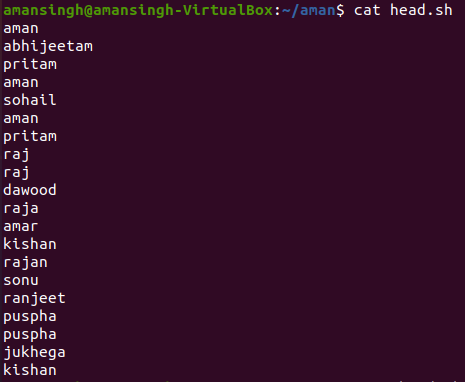 amansingh@amansingh-VirtualBox:~/aman$ cat head.sh
aman
abhijeetam
pritam
aman
sohail
aman
pritam
raj
raj
dawood
raja
amar
kishan
rajan
sonu
ranjeet
puspha
puspha
jukhega
kishan